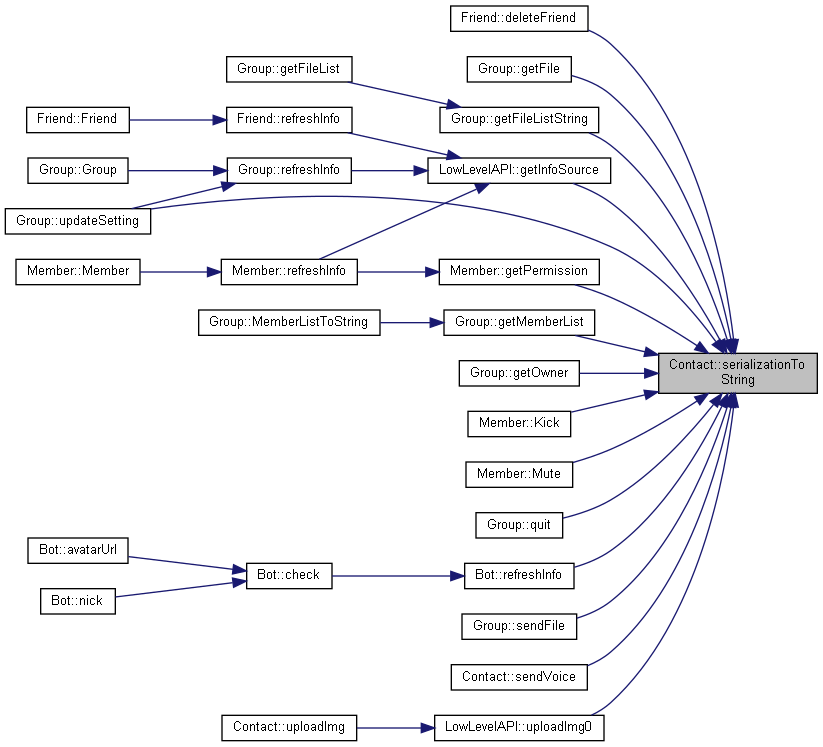 Friend::deleteFriend
Group::getFileList
Group::getFile
Friend::Friend
Friend::refreshInfo
Group::getFileListString
Group::Group
Group::refreshInfo
LowLevelAPI::getInfoSource
Group::updateSetting
Member::Member
Member::refreshInfo
Member::getPermission
Group::MemberListToString
Group::getMemberList
Contact::serializationTo
String
Group::getOwner
Member::Kick
Member::Mute
Group::quit
Bot::avatarUrl
Bot::check
Bot::refreshInfo
Bot::nick
Group::sendFile
Contact::sendVoice
Contact::uploadImg
LowLevelAPI::uploadImg0